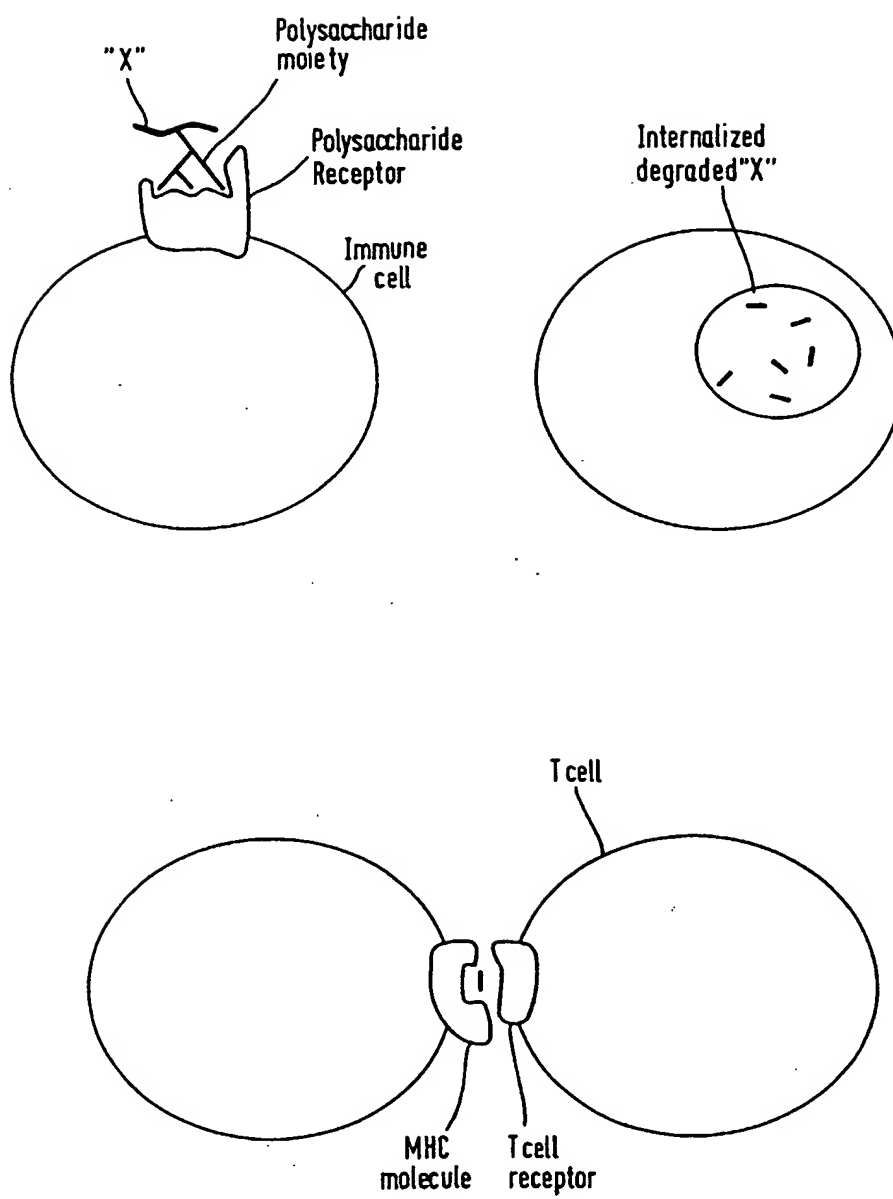 "X"
Polysaccharide
moiety
Polysaccharide
Receptor
Immune
cell
Internalized
degraded "X"
T cell
MHC
molecule
T cell
receptor